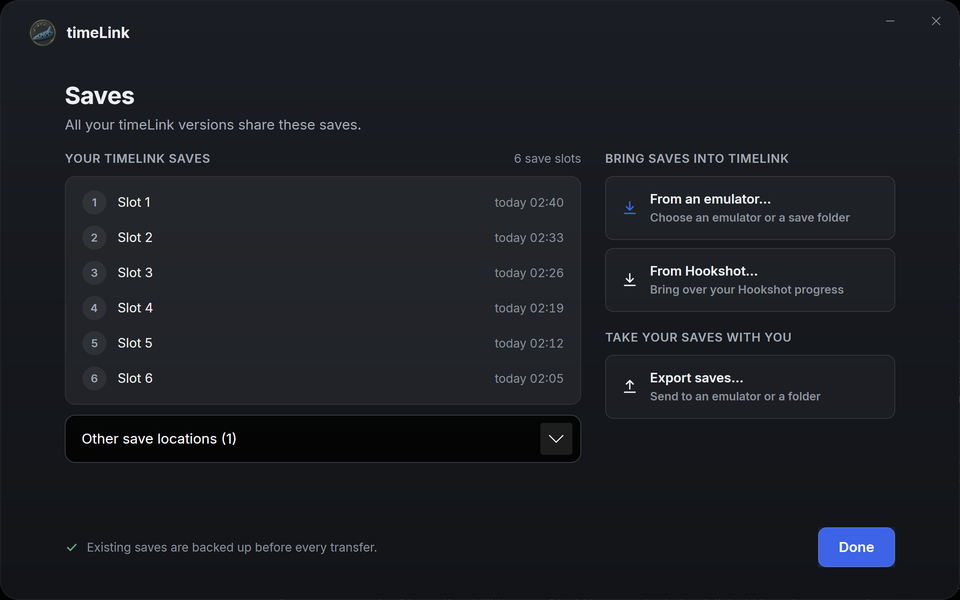 timeLink
Saves
All your timeLink versions share these saves.
YOUR TIMELINK SAVES
6 save slots
1 Slot 1 today 02:40
2 Slot 2 today 02:33
3 Slot 3 today 02:26
4 Slot 4 today 02:19
5 Slot 5 today 02:12
6 Slot 6 today 02:05
Other save locations (1)
BRING SAVES INTO TIMELINK
From an emulator...
Choose an emulator or a save folder
From Hookshot...
Bring over your Hookshot progress
TAKE YOUR SAVES WITH YOU
Export saves...
Send to an emulator or a folder
Existing saves are backed up before every transfer.
Done